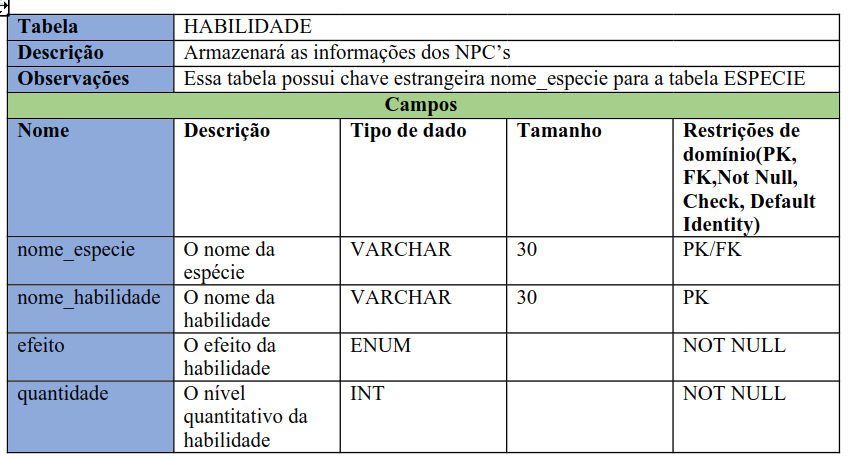 Tabela HABILIDADE
Descrição Armazenará as informações dos NPC’s
Observações Essa tabela possui chave estrangeira nome_especie para a tabela ESPECIE
Campos
Nome Descrição Tipo de dado Tamanho Restrições de
domínio(PK,
FK,Not Null,
Check, Default
Identity)
nome_especie O nome da VARCHAR 30 PK/FK
espécie
nome_habilidade O nome da VARCHAR 30 PK
habilidade
efeito O efeito da ENUM NOT NULL
habilidade
quantidade O nível INT NOT NULL
quantitativo da
habilidade